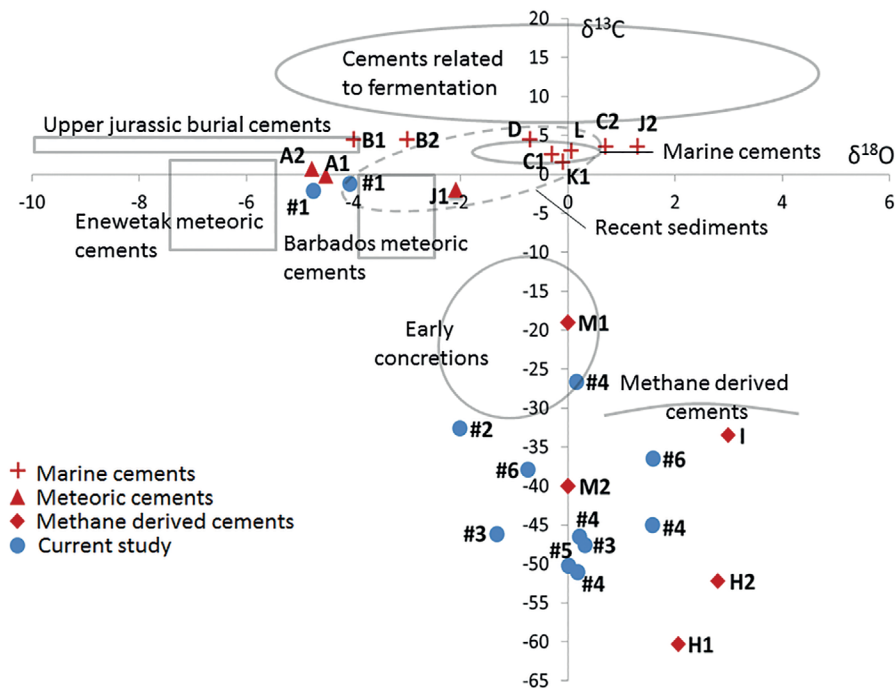 20
δ¹³C
15
Cements related
to fermentation
10
Upper jurassic burial cements
B1
B2
D
5
L
C2
J2
A2
A1
C1
K1
Marine cements
δ¹⁸O
0
-10
-8
-6
-4
-2
0
2
4
6
#1
#1
J1
-5
Enewetak meteoric
cements
Barbados meteoric
cements
Recent sediments
-10
-15
Early
concretions
-20
M1
-25
#4
Methane derived
cements
-30
#2
I
-35
#6
#6
-40
M2
-45
#4
#3
#4
#3
#5
-50
#4
H2
-55
-60
H1
-65
Marine cements
Meteoric cements
Methane derived cements
Current study